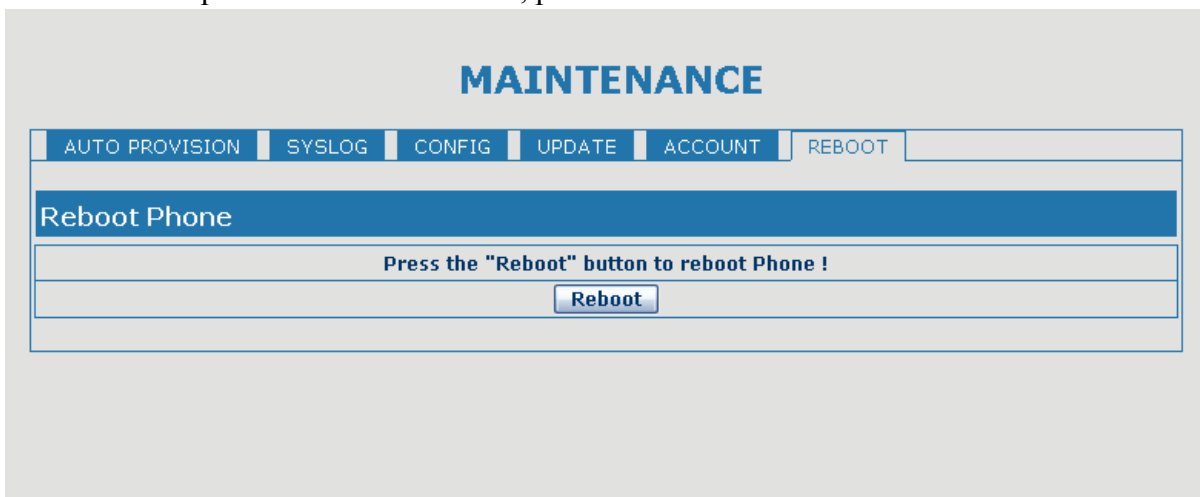 MAINTENANCE
AUTO PROVISION SYSLOG CONFIG UPDATE ACCOUNT REBOOT
Reboot Phone
Press the "Reboot" button to reboot Phone !
Reboot